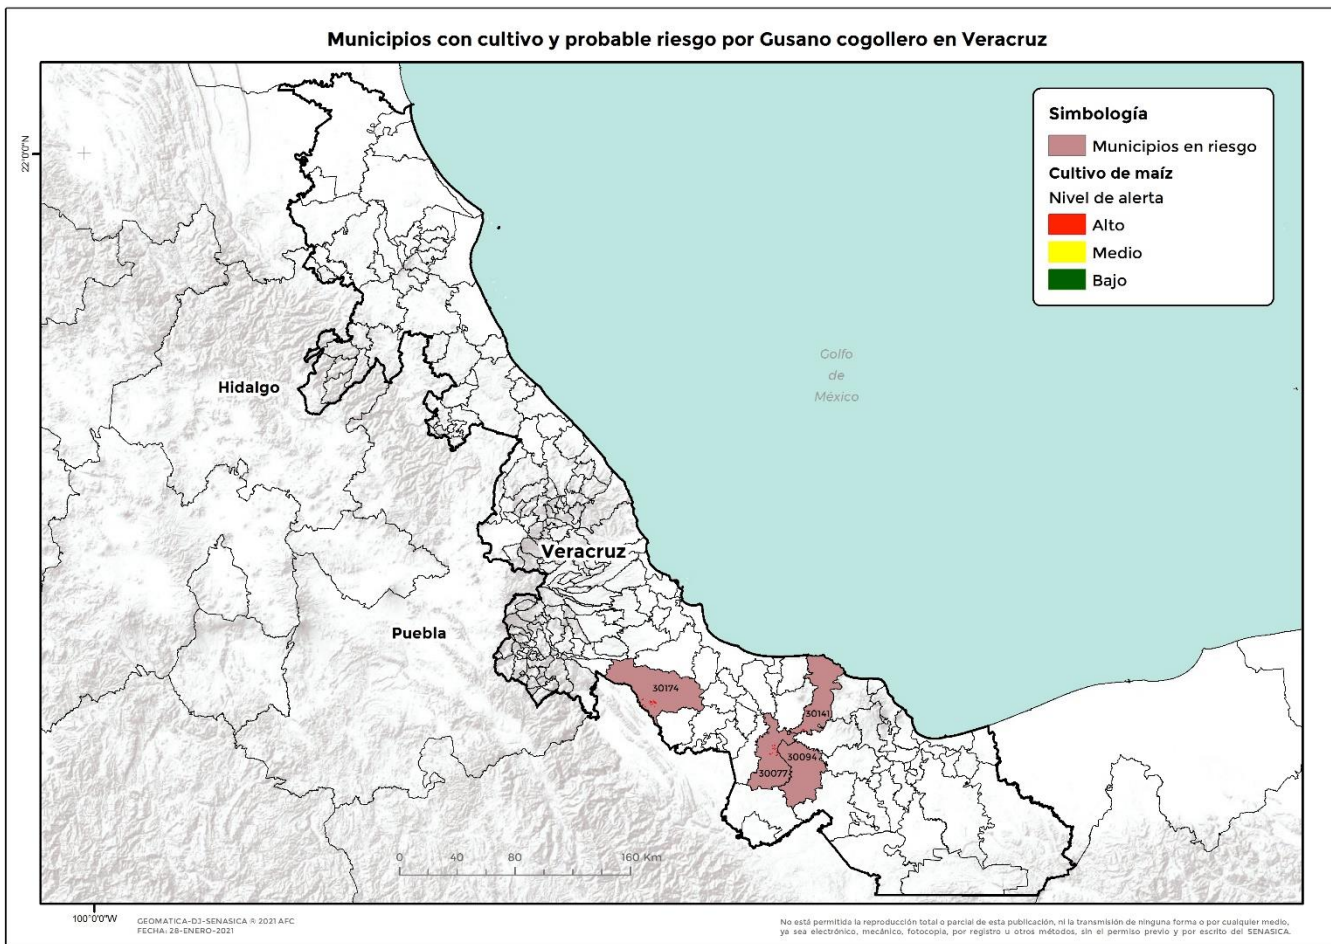 Municipios con cultivo y probable riesgo por Gusano cogollero en Veracruz
Simbología
Municipios en riesgo
Cultivo de maíz
Nivel de alerta
Alto
Medio
Bajo
22°0'0"N
Golfo
de
México
Hidalgo
Veracruz
Puebla
30174
30141
30094
30077
0 40 80 160 Km
100°0'0"W
GEOMATICA-DJ-SENASICA ® 2021 AFC
FECHA: 28-ENERO-2021
No está permitida la reproducción total o parcial de esta publicación, ni la transmisión de ninguna forma o por cualquier medio,
ya sea electrónico, mecánico, fotocopia, por registro u otros métodos, sin el permiso previo y por escrito del SENASICA.